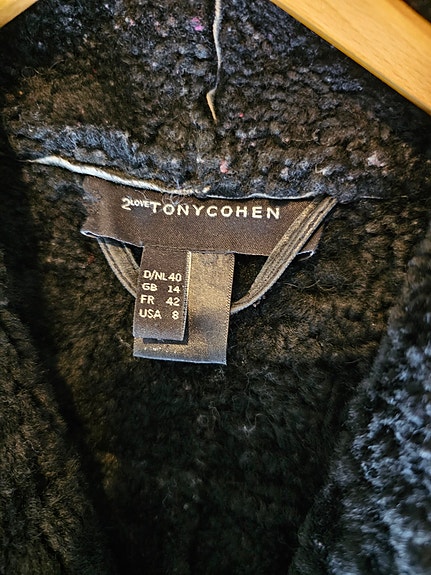 2LOVE TONYCOHEN
D/NL 40
GB 14
FR 42
USA 8